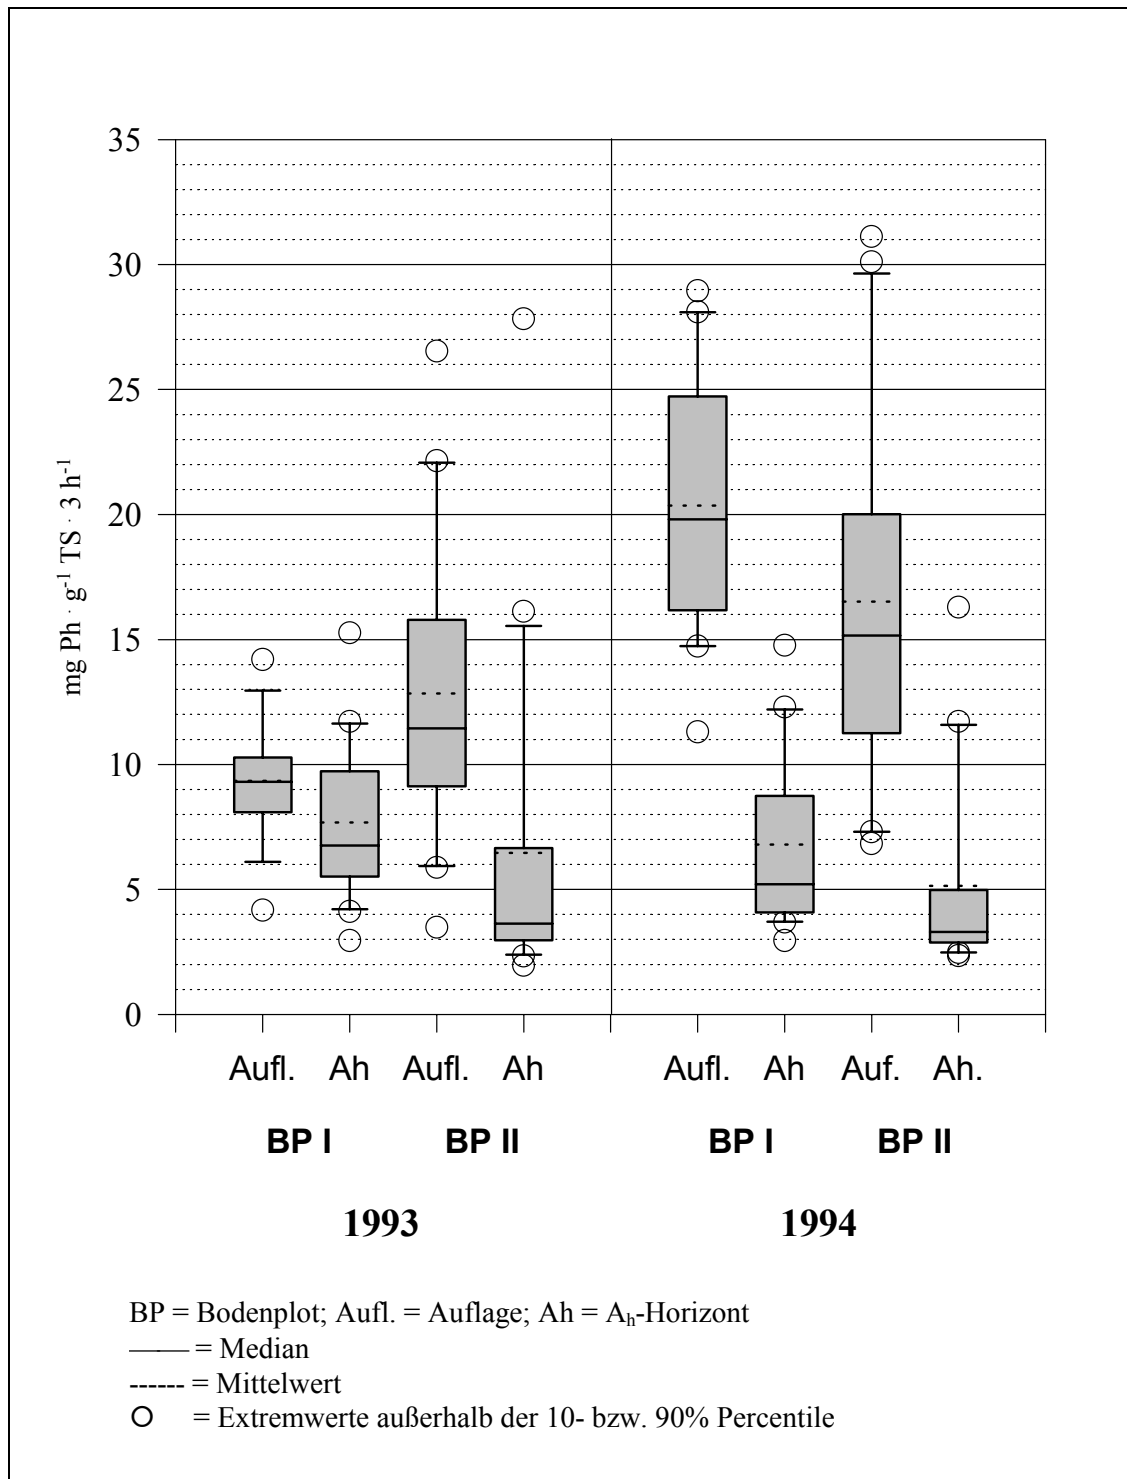 35
30
25
20
15
10
5
0
mg Ph · g⁻¹ TS · 3 h⁻¹
Aufl. Ah Aufl. Ah Aufl. Ah Auf. Ah.
BP I BP II BP I BP II
1993 1994
BP = Bodenplot; Aufl. = Auflage; Ah = Aₕ-Horizont
= Median
= Mittelwert
= Extremwerte außerhalb der 10- bzw. 90% Percentile